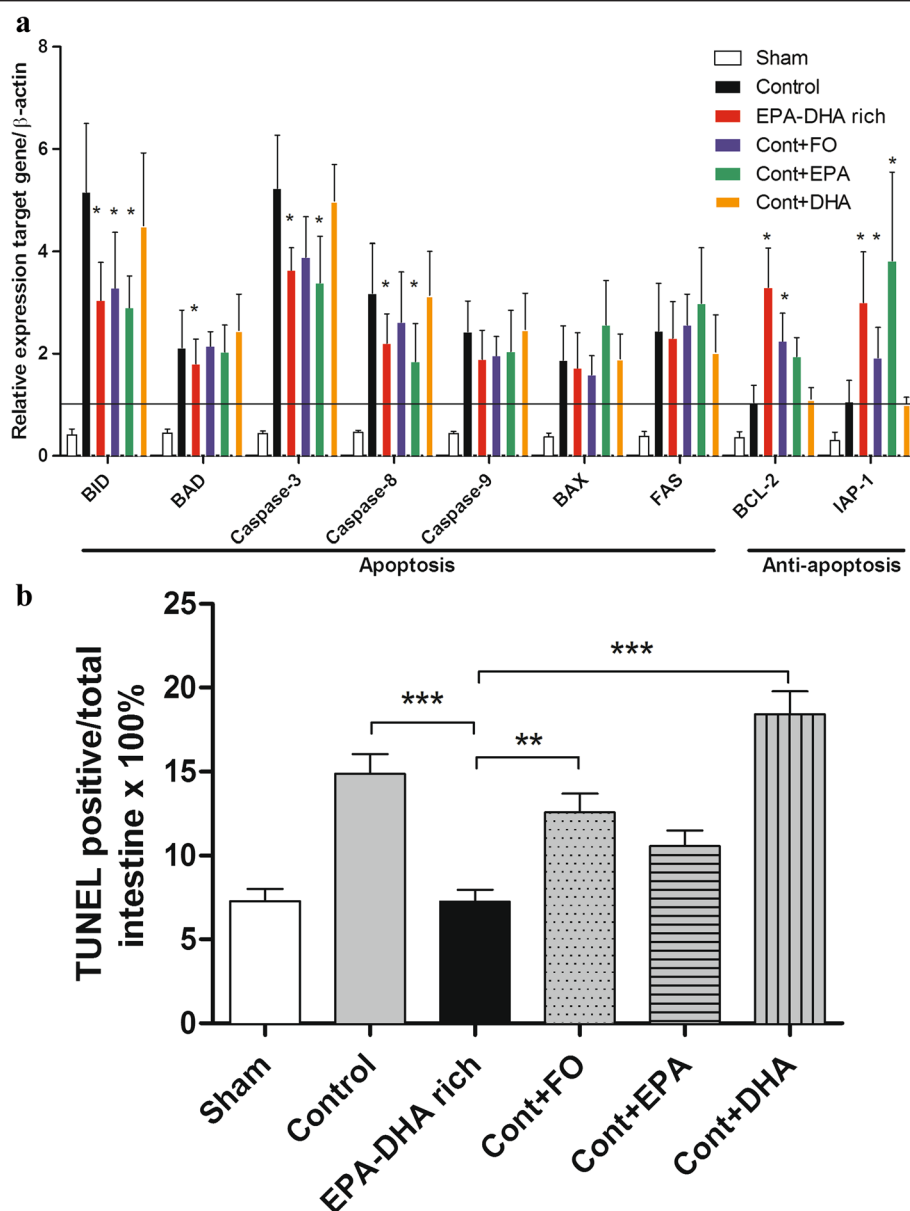 a
8
6
4
2
0
Relative expression target gene/β-actin
Sham
Control
EPA-DHA rich
Cont+FO
Cont+EPA
Cont+DHA
* * *
*
* *
* *
* *
* * *
BID
BAD
Caspase-3
Caspase-8
Caspase-9
BAX
FAS
BCL-2
IAP-1
Apoptosis
Anti-apoptosis
b
25
20
15
10
5
0
TUNEL positive/total
intestine x 100%
***
***
**
Sham
Control
EPA-DHA rich
Cont+FO
Cont+EPA
Cont+DHA